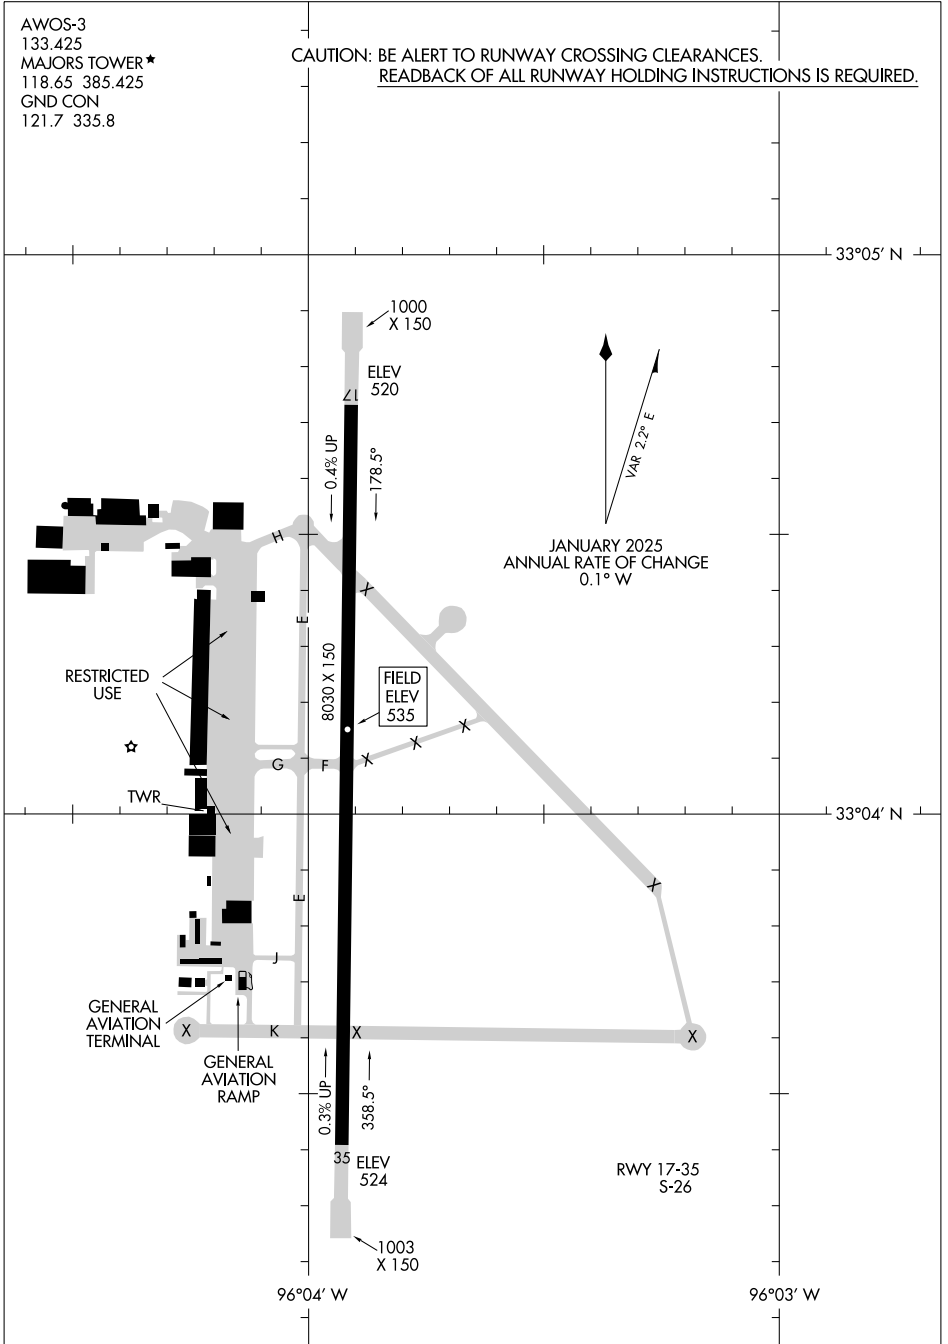 AWOS-3
133.425
MAJORS TOWER★
118.65 385.425
GND CON
121.7 335.8
CAUTION: BE ALERT TO RUNWAY CROSSING CLEARANCES.
READBACK OF ALL RUNWAY HOLDING INSTRUCTIONS IS REQUIRED.
33°05' N
1000
X 150
ELEV
520
17
0.4% UP
178.5°
VAR 2.2° E
JANUARY 2025
ANNUAL RATE OF CHANGE
0.1° W
H
X
E
8030 X 150
RESTRICTED
USE
FIELD
ELEV
535
X
X
X
G
F
TWR
33°04' N
X
E
J
GENERAL
AVIATION
TERMINAL
X
K
X
X
GENERAL
AVIATION
RAMP
0.3% UP
358.5°
35
ELEV
524
RWY 17-35
S-26
1003
X 150
96°04' W
96°03' W